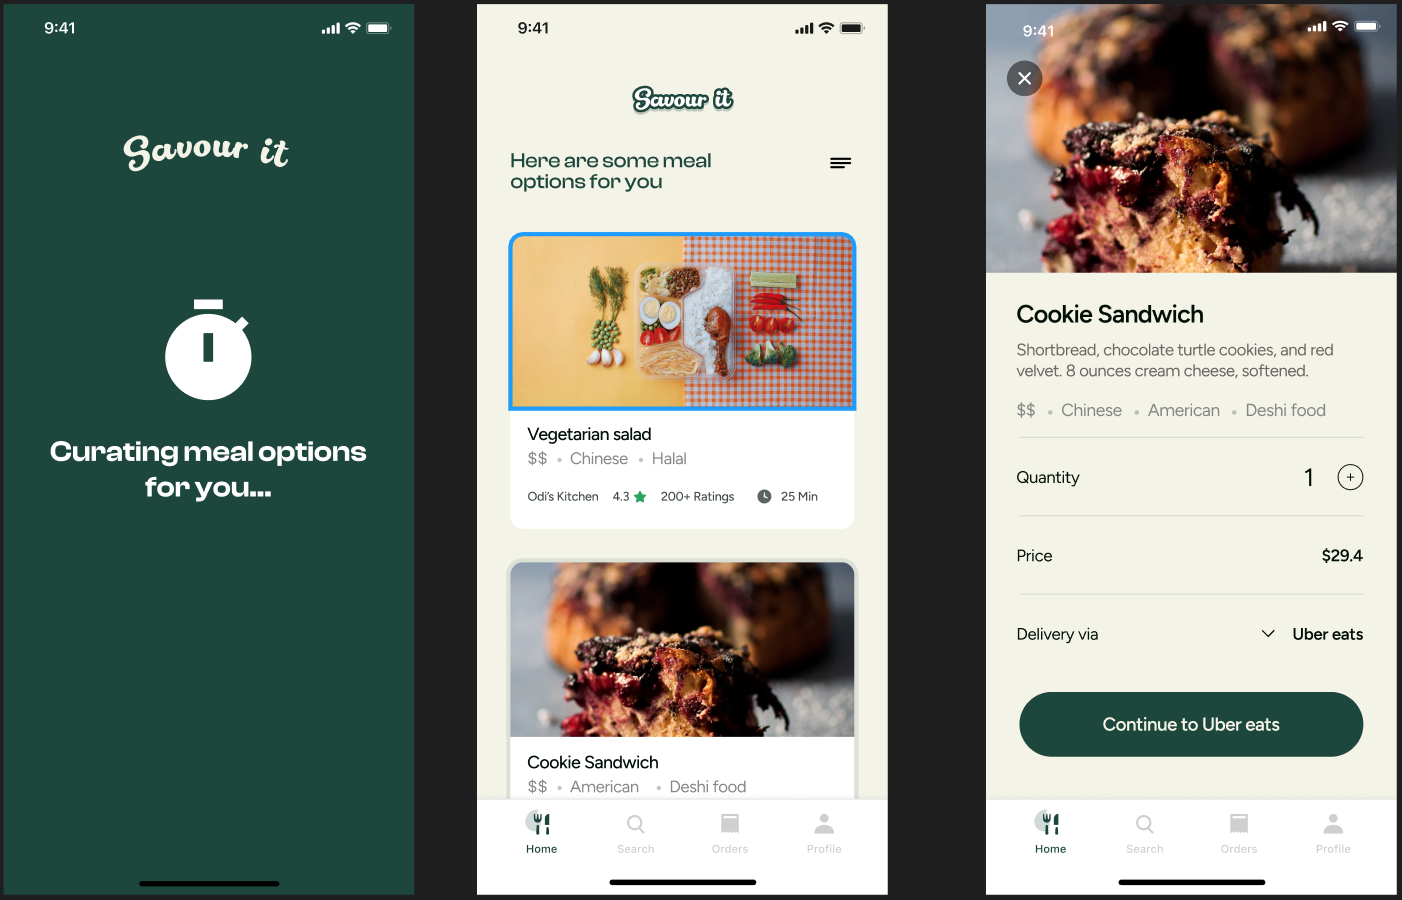 9:41
Savour it
Curating meal options
for you...
9:41
Savour it
Here are some meal
options for you
Vegetarian salad
$$ • Chinese • Halal
Odi's Kitchen 4.3 200+ Ratings 25 Min
Cookie Sandwich
$$ • American • Deshi food
Home Search Orders Profile
9:41
Cookie Sandwich
Shortbread, chocolate turtle cookies, and red
velvet. 8 ounces cream cheese, softened.
$$ • Chinese • American • Deshi food
Quantity 1 +
Price $29.4
Delivery via Uber eats
Continue to Uber eats
Home Search Orders Profile